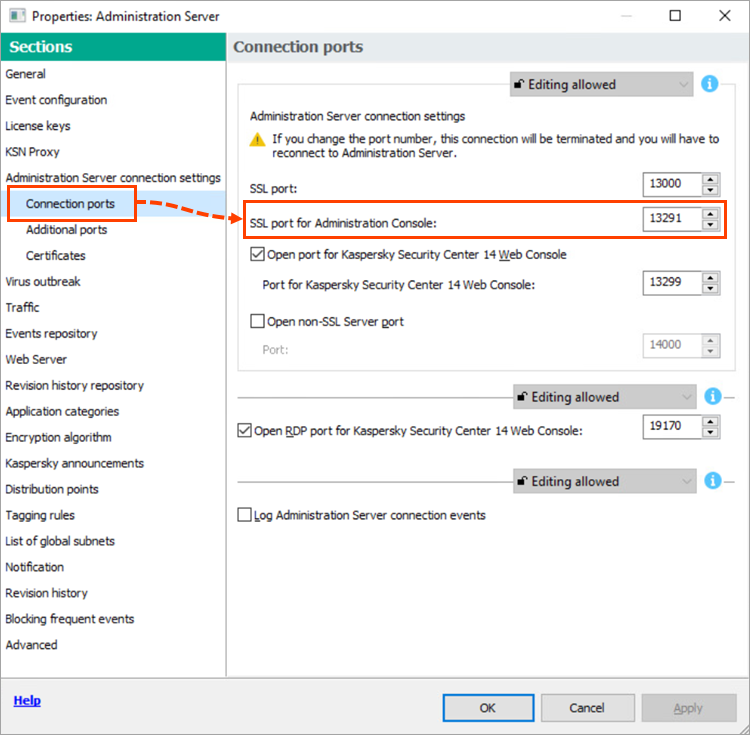 Properties: Administration Server
Sections
General
Event configuration
License keys
KSN Proxy
Administration Server connection settings
Connection ports
Additional ports
Certificates
Virus outbreak
Traffic
Events repository
Web Server
Revision history repository
Application categories
Encryption algorithm
Kaspersky announcements
Distribution points
Tagging rules
List of global subnets
Notification
Revision history
Blocking frequent events
Advanced
Connection ports
Editing allowed
i
Administration Server connection settings
If you change the port number, this connection will be terminated and you will have to
reconnect to Administration Server.
SSL port: 13000
SSL port for Administration Console: 13291
Open port for Kaspersky Security Center 14 Web Console
Port for Kaspersky Security Center 14 Web Console: 13299
Open non-SSL Server port
Port: 14000
Editing allowed
i
Open RDP port for Kaspersky Security Center 14 Web Console: 19170
Editing allowed
i
Log Administration Server connection events
Help
OK Cancel Apply